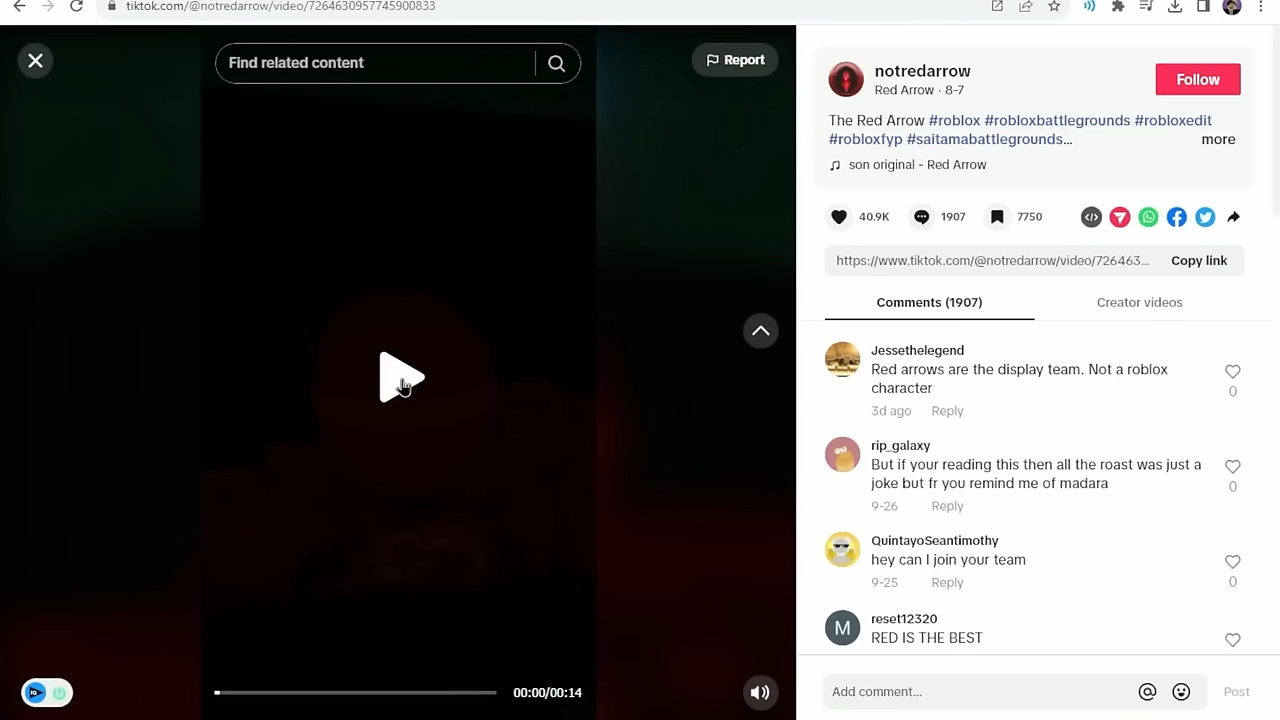 tiktok.com/@notredarrow/video/7264630957745900833
Find related content
Report
notredarrow
Red Arrow · 8-7
Follow
The Red Arrow #roblox #robloxbattlegrounds #robloxedit
#robloxfyp #saitamabattlegrounds...
more
son original - Red Arrow
40.9K
1907
7750
https://www.tiktok.com/@notredarrow/video/726463...
Copy link
Comments (1907)
Creator videos
Jessethelegend
Red arrows are the display team. Not a roblox
character
0
3d ago
Reply
rip_galaxy
But if your reading this then all the roast was just a
joke but fr you remind me of madara
0
9-26
Reply
QuintayoSeantimothy
hey can I join your team
0
9-25
Reply
M
reset12320
RED IS THE BEST
00:00/00:14
Add comment...
Post